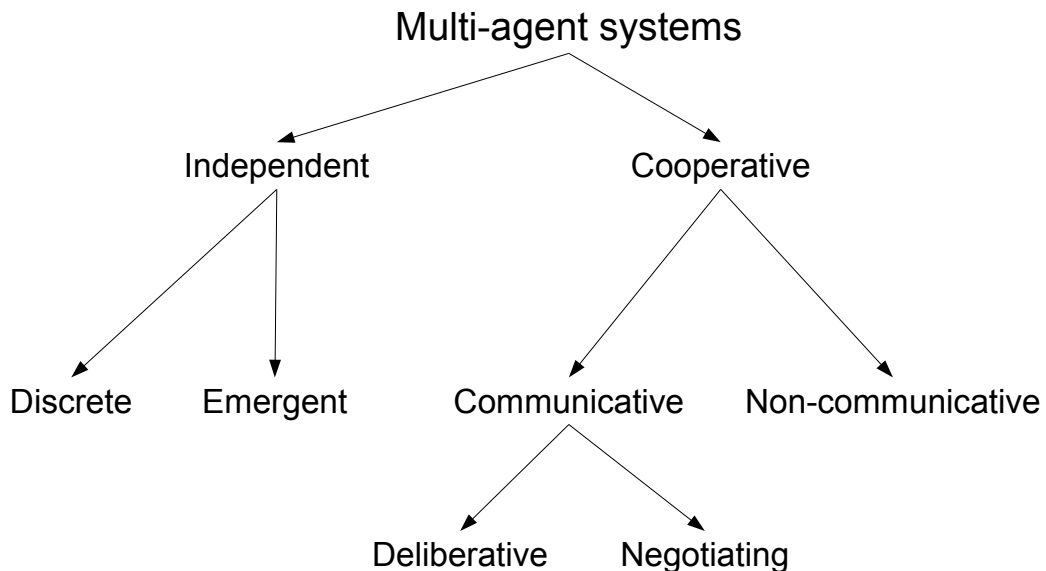 Multi-agent systems
Independent
Cooperative
Discrete
Emergent
Communicative
Non-communicative
Deliberative
Negotiating